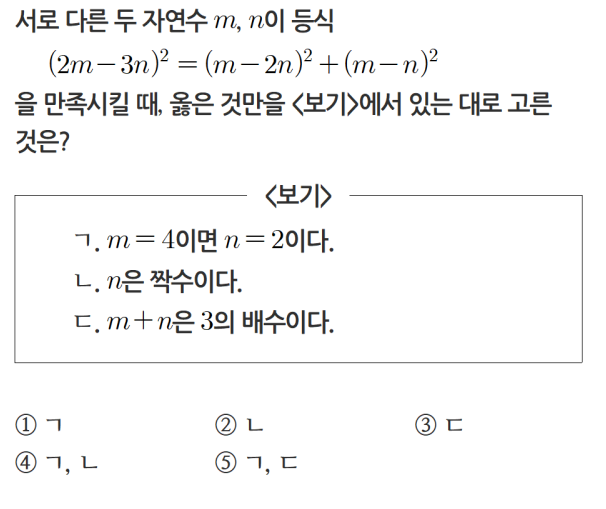 서로 다른 두 자연수 m, n이 등식
(2m−3n)² = (m−2n)² + (m−n)²
을 만족시킬 때, 옳은 것만을 <보기>에서 있는 대로 고른
것은?
<보기>
ㄱ. m = 4이면 n = 2이다.
ㄴ. n은 짝수이다.
ㄷ. m+n은 3의 배수이다.
① ㄱ ② ㄴ ③ ㄷ
④ ㄱ, ㄴ ⑤ ㄱ, ㄷ